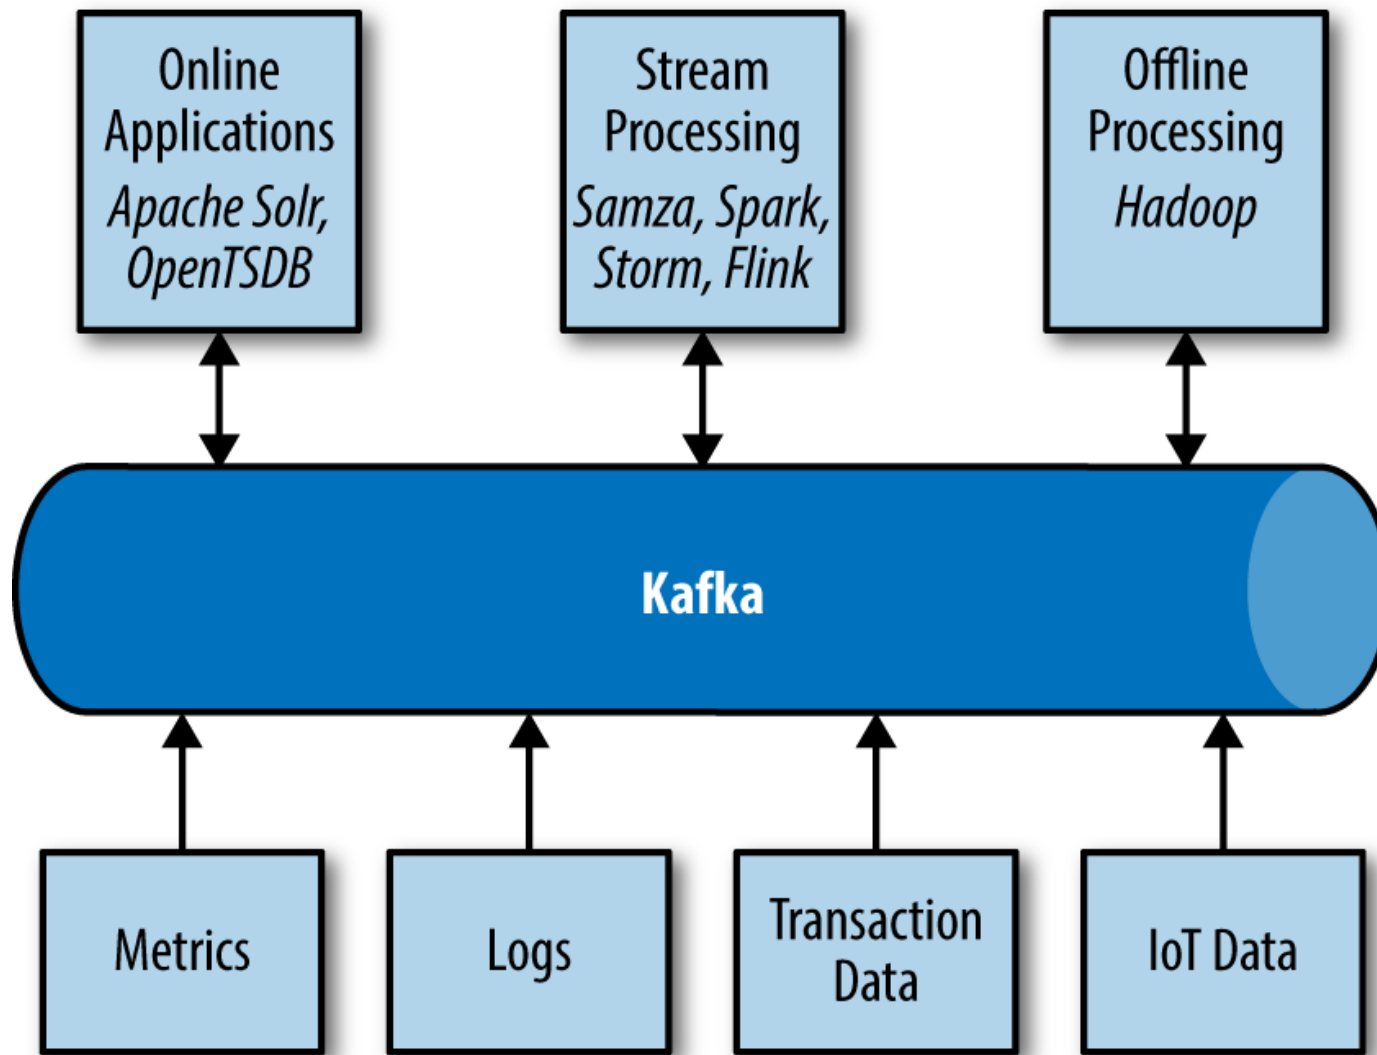 Online
Applications
Apache Solr,
OpenTSDB
Stream
Processing
Samza, Spark,
Storm, Flink
Offline
Processing
Hadoop
Kafka
Metrics
Logs
Transaction
Data
IoT Data